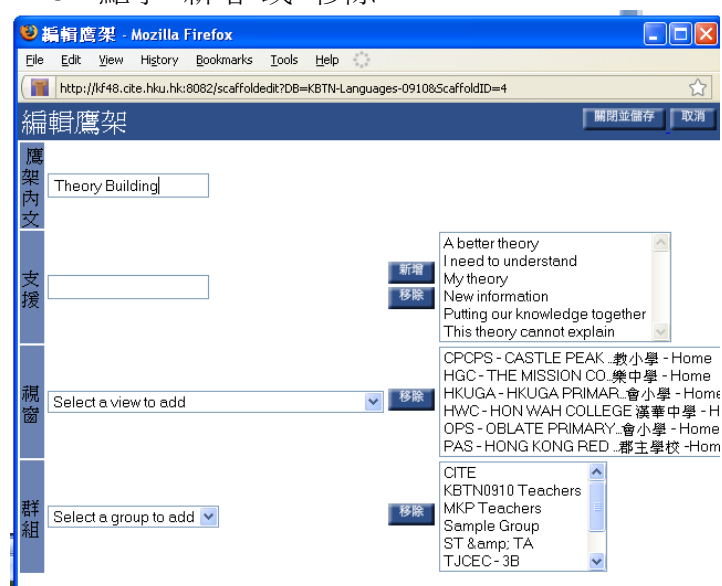 編輯鷹架 - Mozilla Firefox
File Edit View History Bookmarks Tools Help
http://kf48.cite.hku.hk:8082/scaffoldedit?DB=KBTN-Languages-0910&ScaffoldID=4
編輯鷹架 關閉並儲存 取消
鷹架內文
Theory Building
支援
新增
移除
A better theory
I need to understand
My theory
New information
Putting our knowledge together
This theory cannot explain
視窗
Select a view to add
移除
CPCPS - CASTLE PEAK ..教小學 - Home
HGC - THE MISSION CO..樂中學 - Home
HKUGA - HKUGA PRIMAR..會小學 - Home
HWC - HON WAH COLLEGE 漢華中學 - H
OPS - OBLATE PRIMARY..會小學 - Home
PAS - HONG KONG RED ..郡主學校 -Hom
群組
Select a group to add
移除
CITE
KBTN0910 Teachers
MKP Teachers
Sample Group
ST &amp; TA
TJCEC - 3B